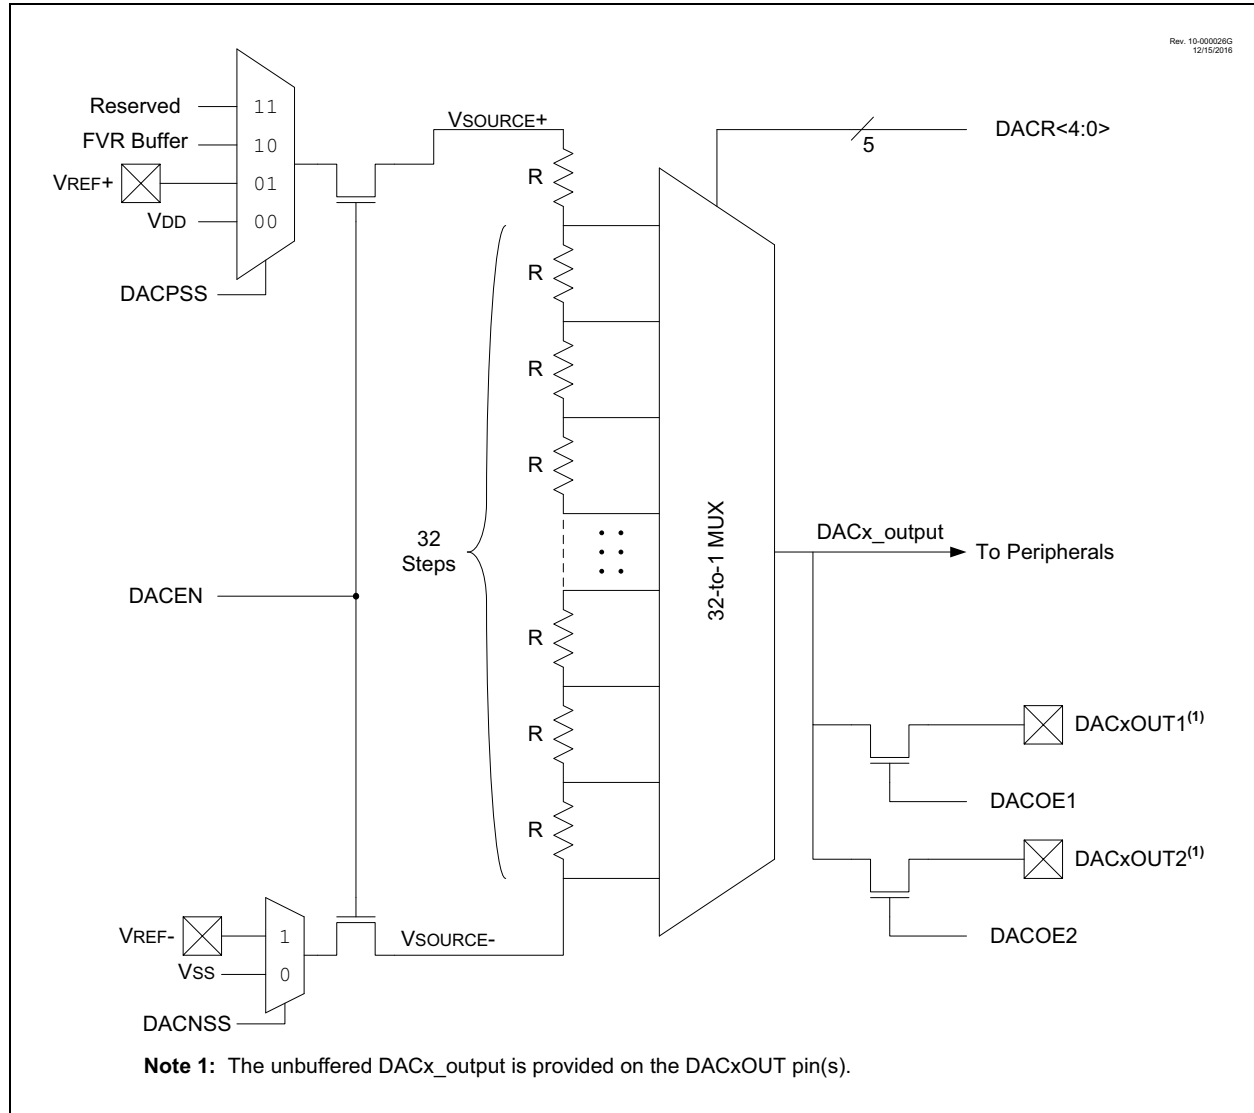 Rev. 10-000026G
12/15/2016
Reserved
11
FVR Buffer
10
VREF+
01
VDD
00
DACPSS
VSOURCE+
R
R
R
R
32
Steps
R
R
R
DACR<4:0>
5
32-to-1 MUX
DACx_output
To Peripherals
DACEN
DACxOUT1(1)
DACOE1
DACxOUT2(1)
DACOE2
VREF-
1
VSS
0
VSOURCE-
DACNSS
Note 1: The unbuffered DACx_output is provided on the DACxOUT pin(s).